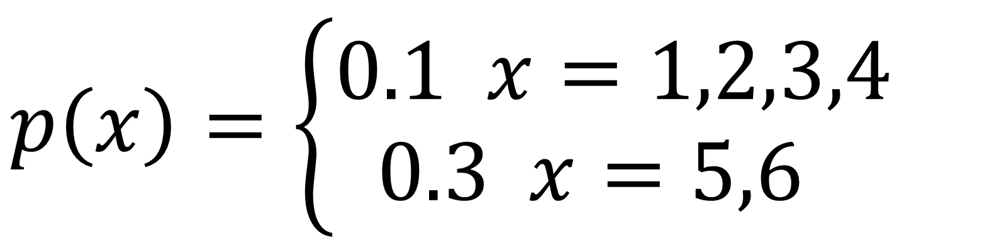 p(x) = { 0.1 x = 1,2,3,4
0.3 x = 5,6